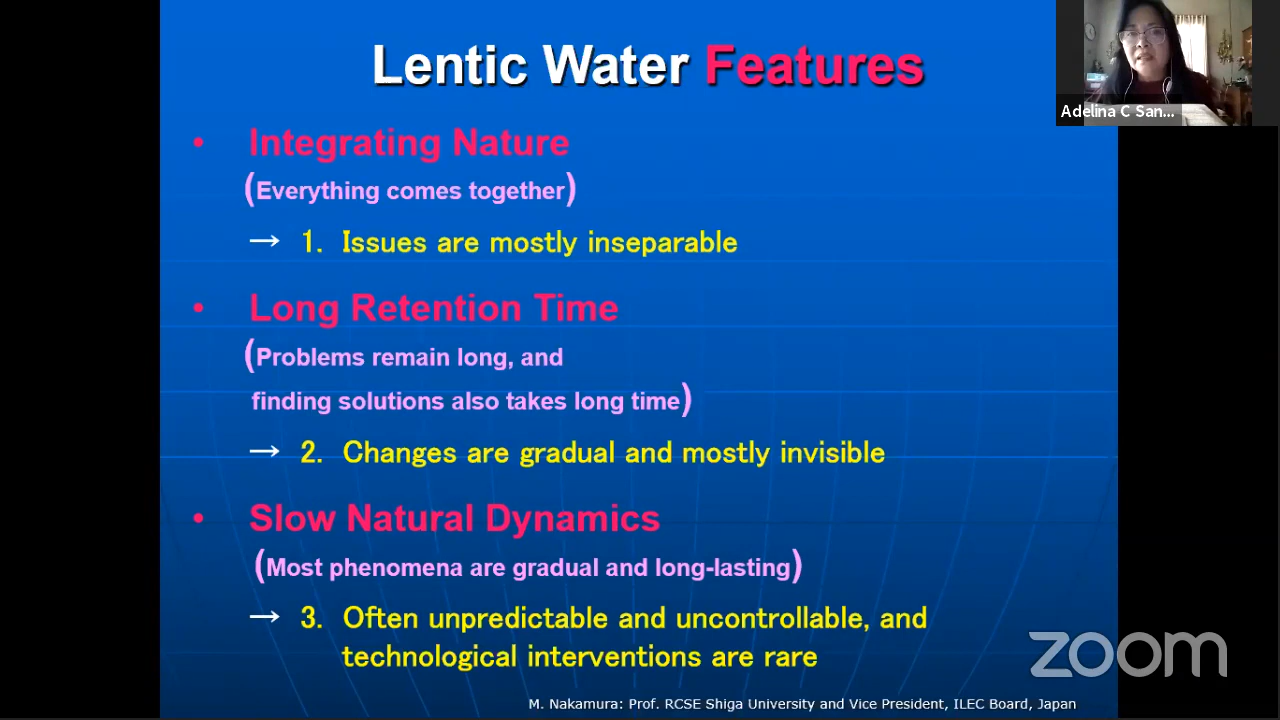 Lentic Water Features
Adelina C San...
• Integrating Nature
(Everything comes together)
→ 1. Issues are mostly inseparable
• Long Retention Time
(Problems remain long, and
finding solutions also takes long time)
→ 2. Changes are gradual and mostly invisible
• Slow Natural Dynamics
(Most phenomena are gradual and long-lasting)
→ 3. Often unpredictable and uncontrollable, and
technological interventions are rare
zoom
M. Nakamura: Prof. RCSE Shiga University and Vice President, ILEC Board, Japan